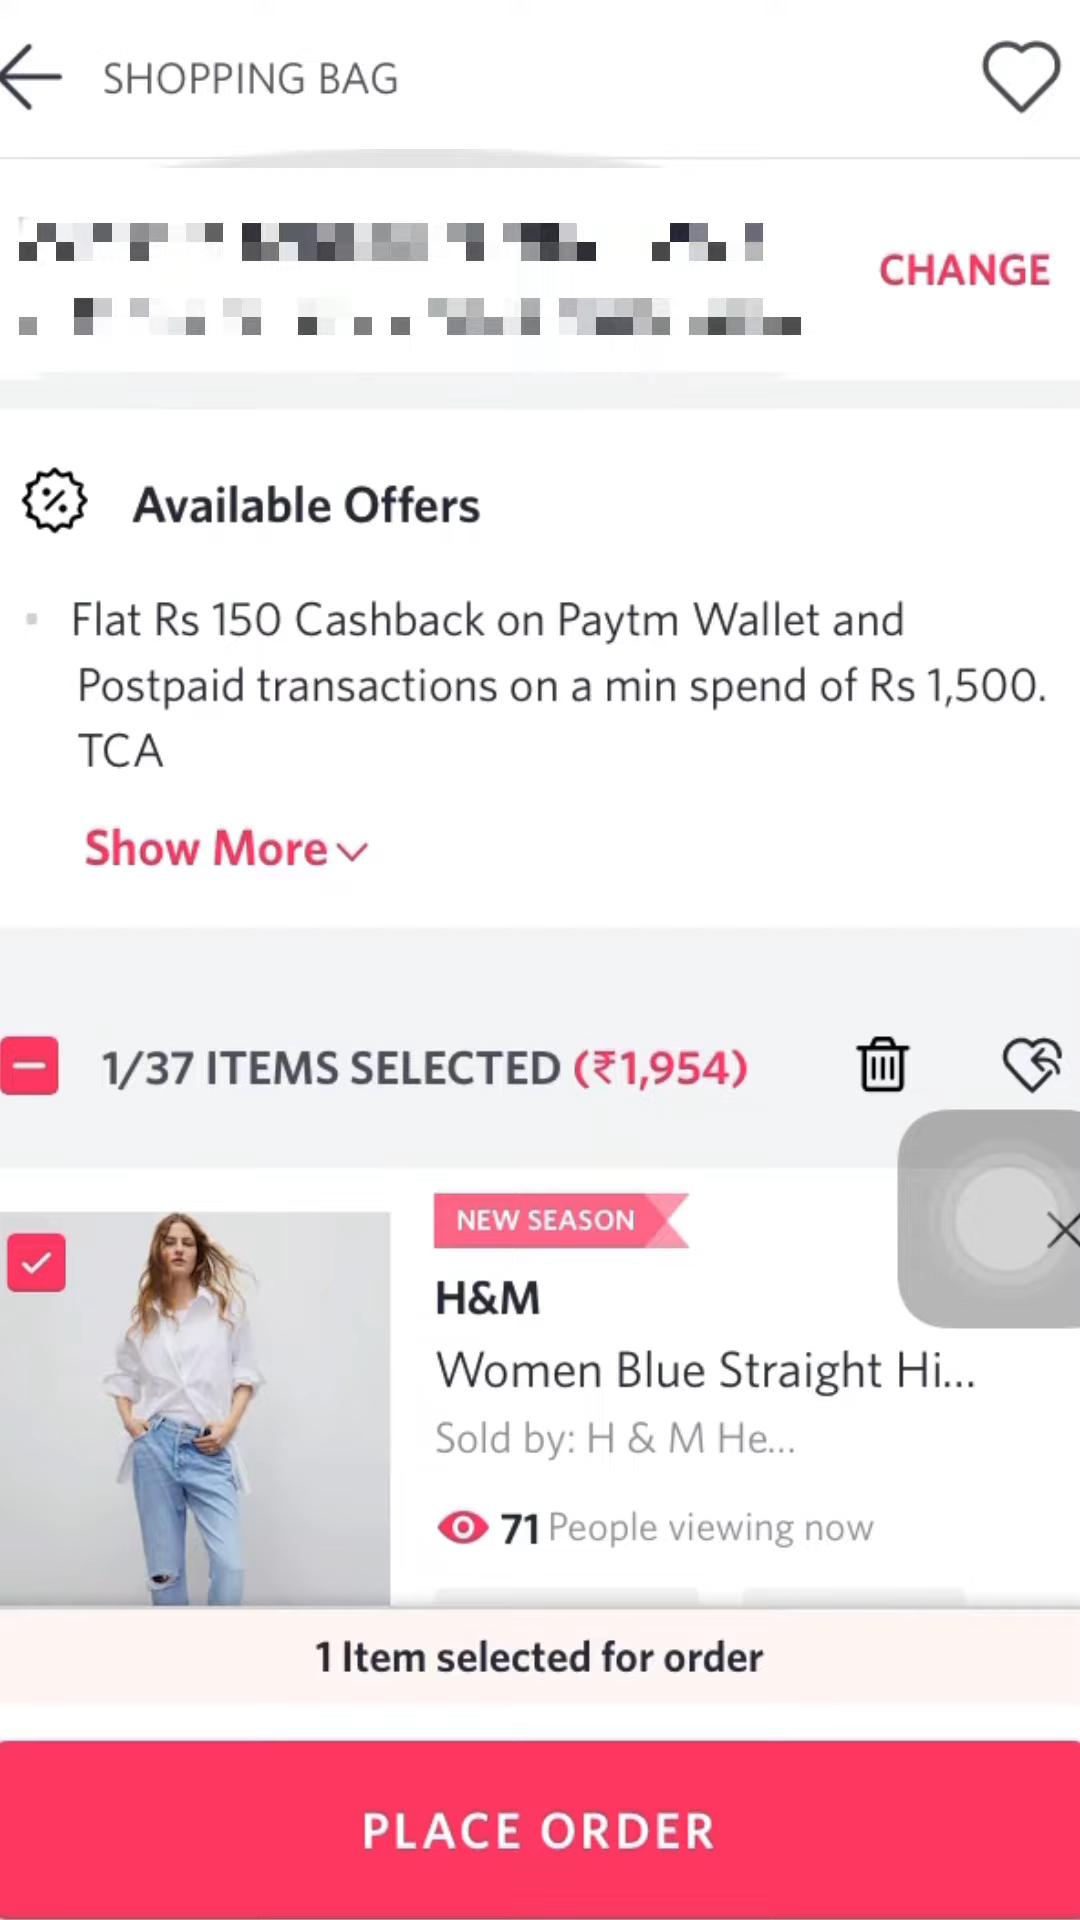 SHOPPING BAG
CHANGE
Available Offers
Flat Rs 150 Cashback on Paytm Wallet and
Postpaid transactions on a min spend of Rs 1,500.
TCA
Show More
1/37 ITEMS SELECTED (₹1,954)
NEW SEASON
H&M
Women Blue Straight Hi...
Sold by: H & M He...
71 People viewing now
1 Item selected for order
PLACE ORDER